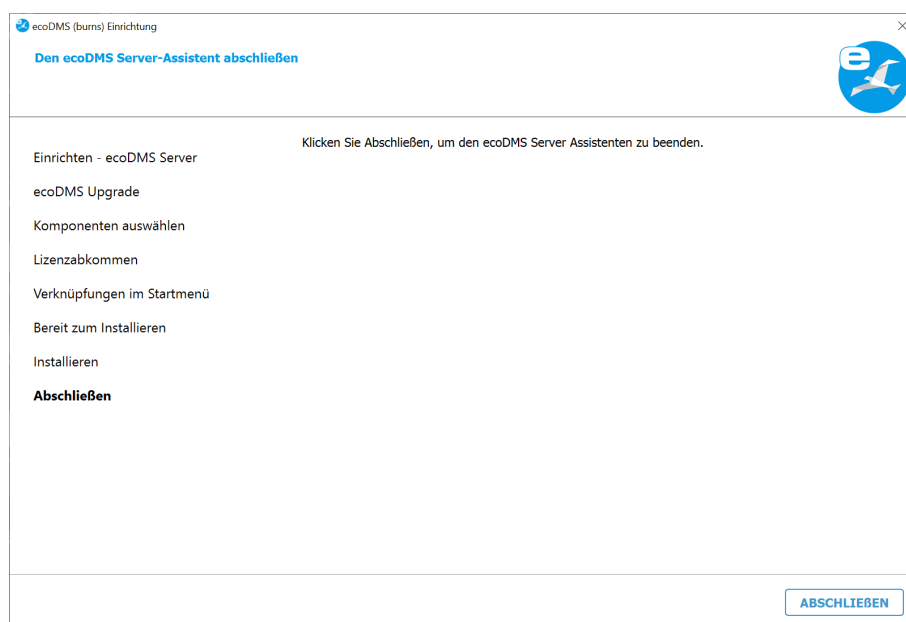 ecoDMS (burns) Einrichtung
Den ecoDMS Server-Assistent abschließen
e
Klicken Sie Abschließen, um den ecoDMS Server Assistenten zu beenden.
Einrichten - ecoDMS Server
ecoDMS Upgrade
Komponenten auswählen
Lizenzabkommen
Verknüpfungen im Startmenü
Bereit zum Installieren
Installieren
Abschließen
ABSCHLIEßEN